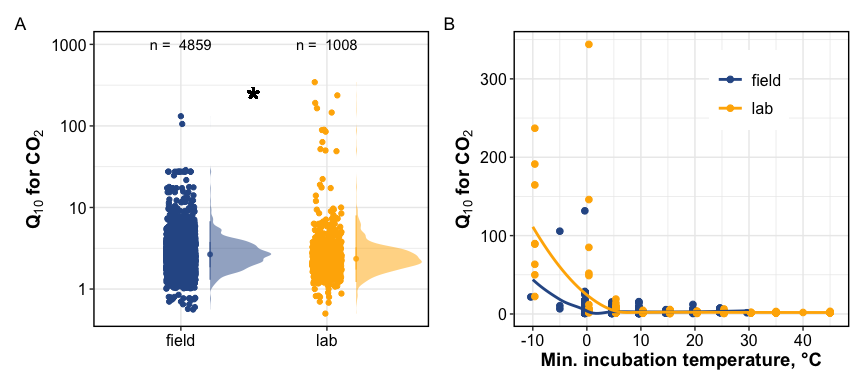 A
n = 4859
n = 1008
*
1000
100
10
1
Q10 for CO2
field
lab
B
field
lab
300
200
100
0
Q10 for CO2
-10
0
10
20
30
40
Min. incubation temperature, °C